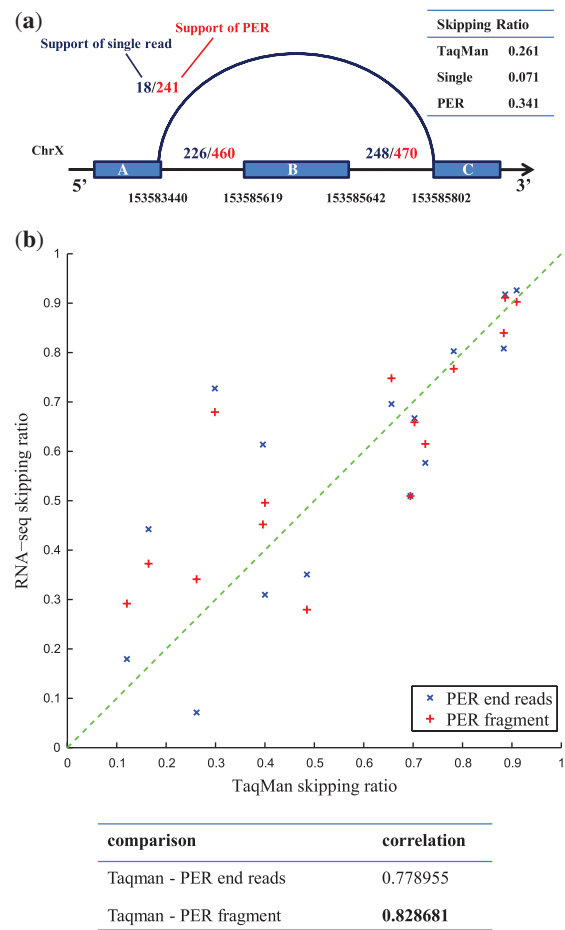 (a)
Support of single read
Support of PER
18/241
Skipping Ratio
TaqMan 0.261
Single 0.071
PER 0.341
ChrX
226/460
248/470
A
B
C
5'
3'
153583440
153585619
153585642
153585802
(b)
1
0.9
0.8
0.7
0.6
0.5
0.4
0.3
0.2
0.1
0
RNA−seq skipping ratio
PER end reads
PER fragment
0 0.1 0.2 0.3 0.4 0.5 0.6 0.7 0.8 0.9 1
TaqMan skipping ratio
comparison correlation
Taqman - PER end reads 0.778955
Taqman - PER fragment 0.828681